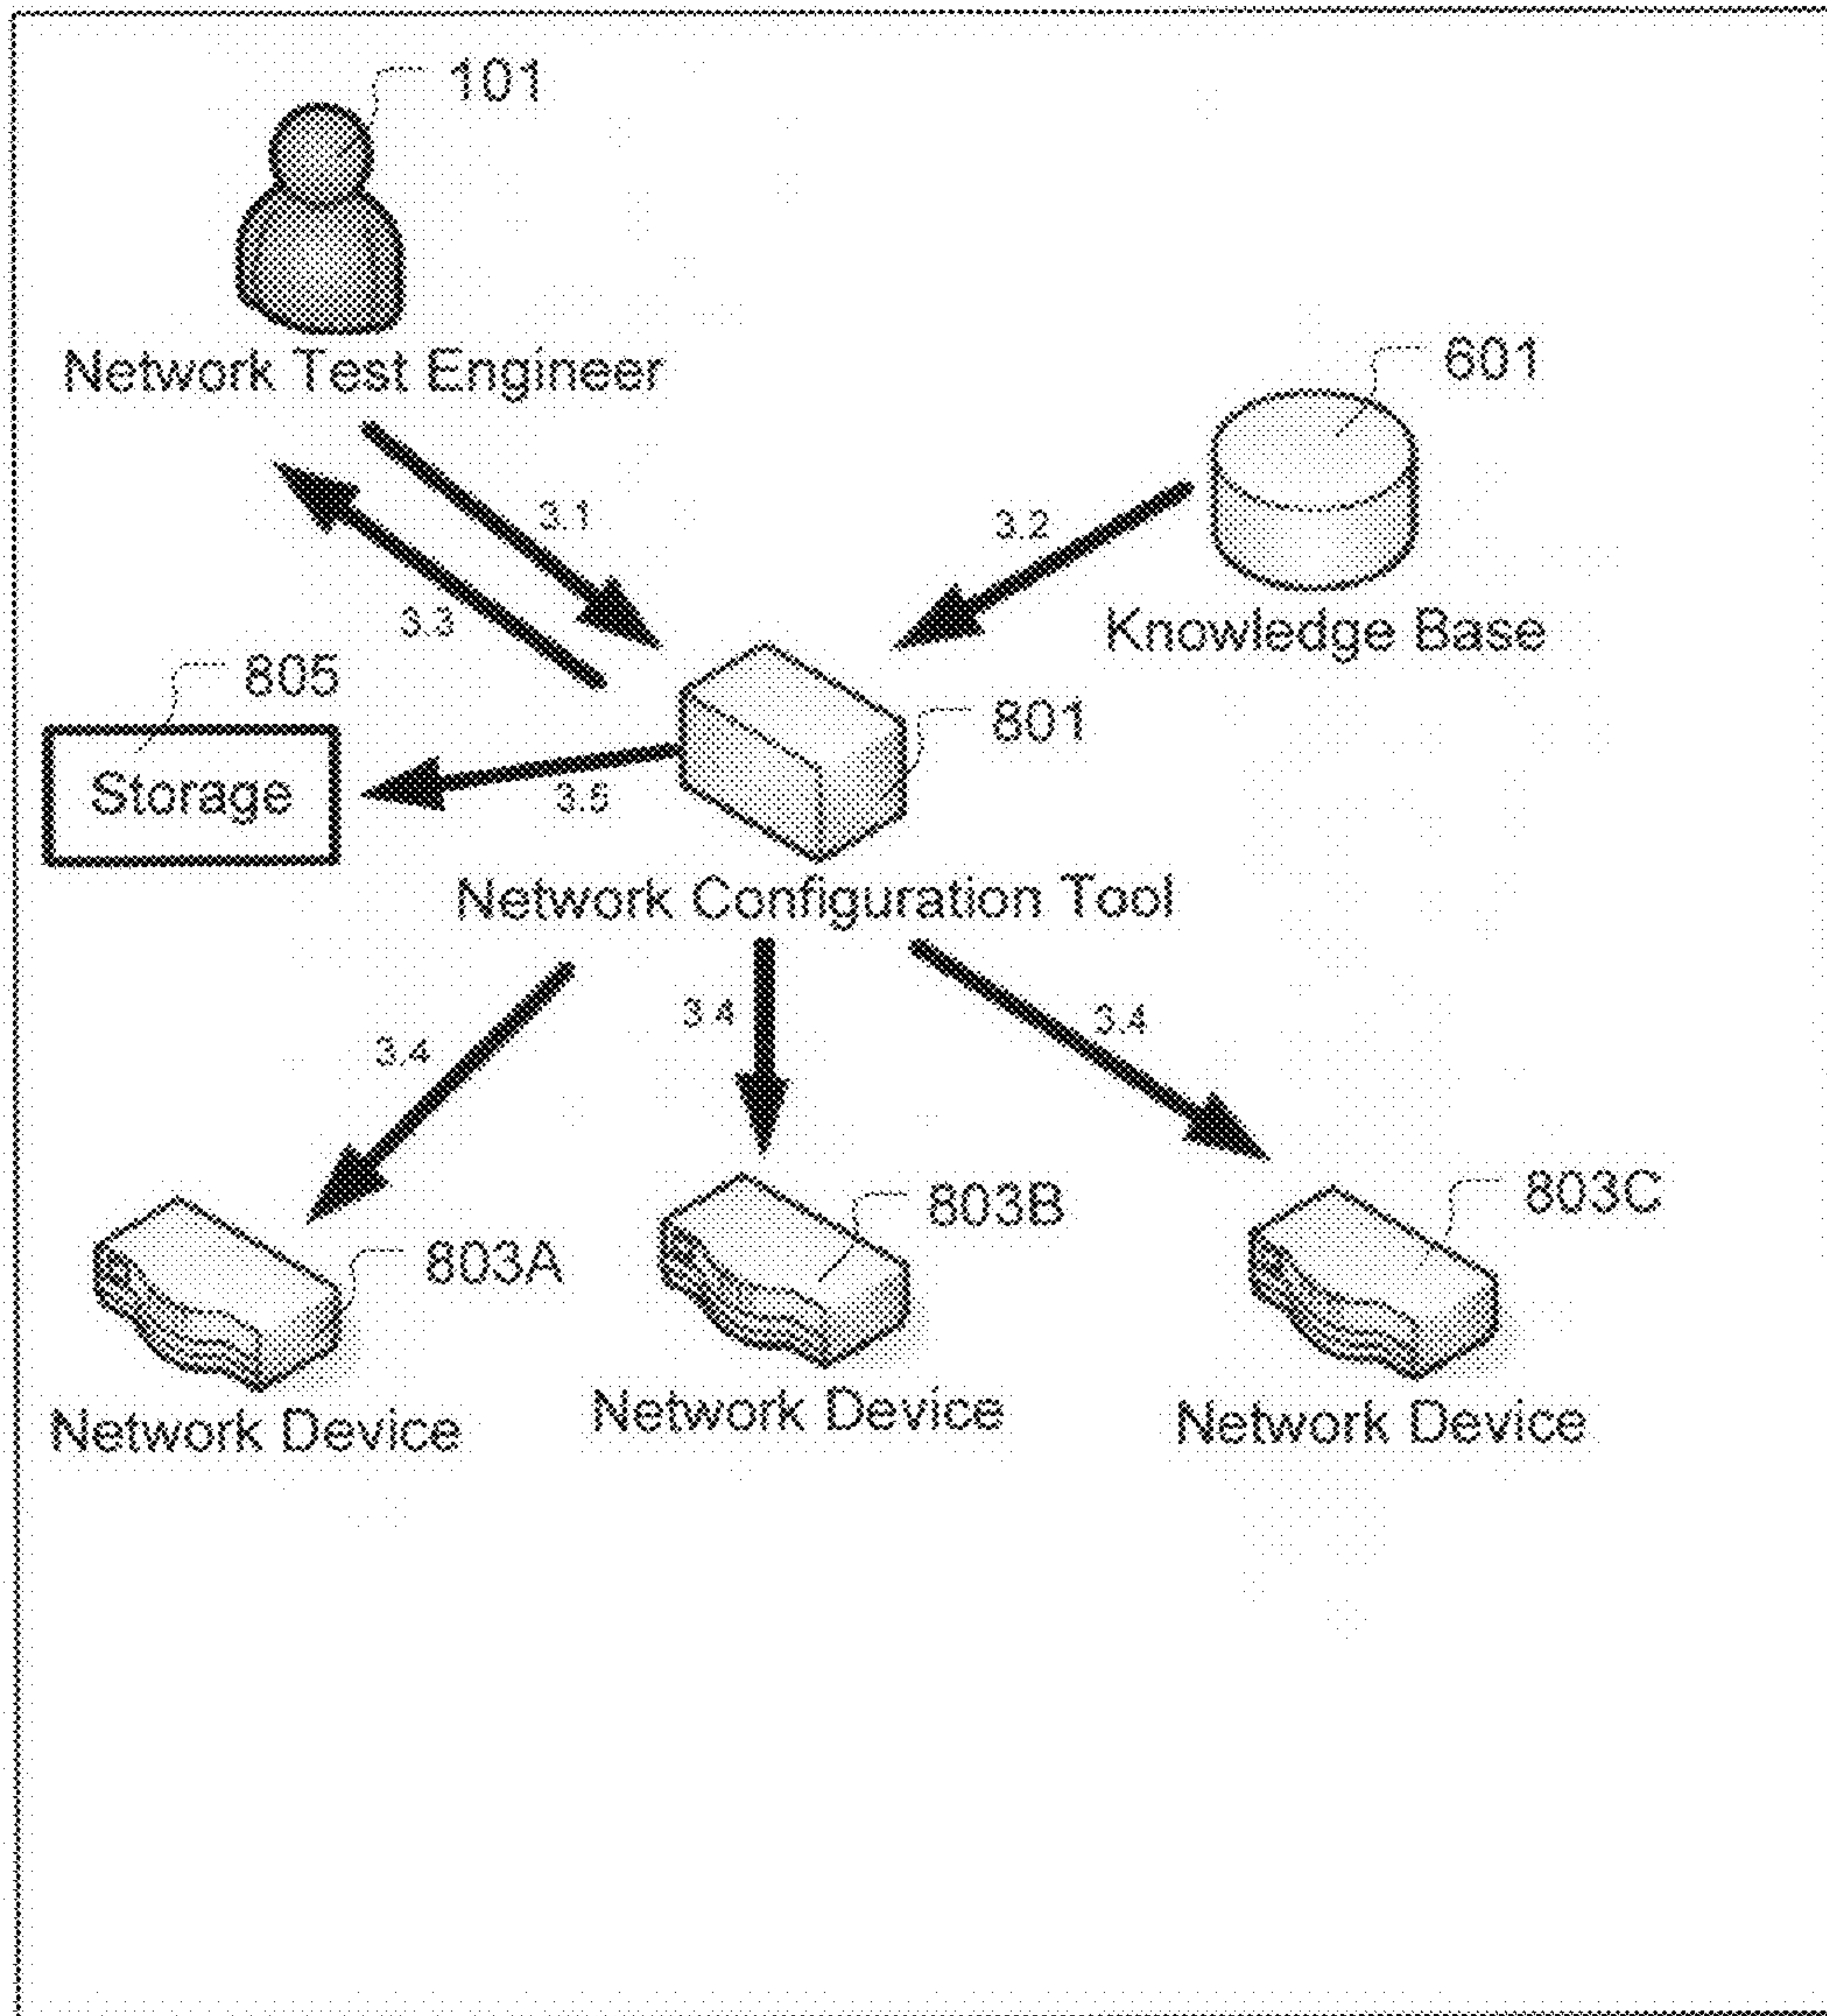 101
Network Test Engineer
601
3.1
3.2
3.3
Knowledge Base
805
801
Storage
3.5
Network Configuration Tool
3.4
3.4
3.4
803A
803B
803C
Network Device
Network Device
Network Device